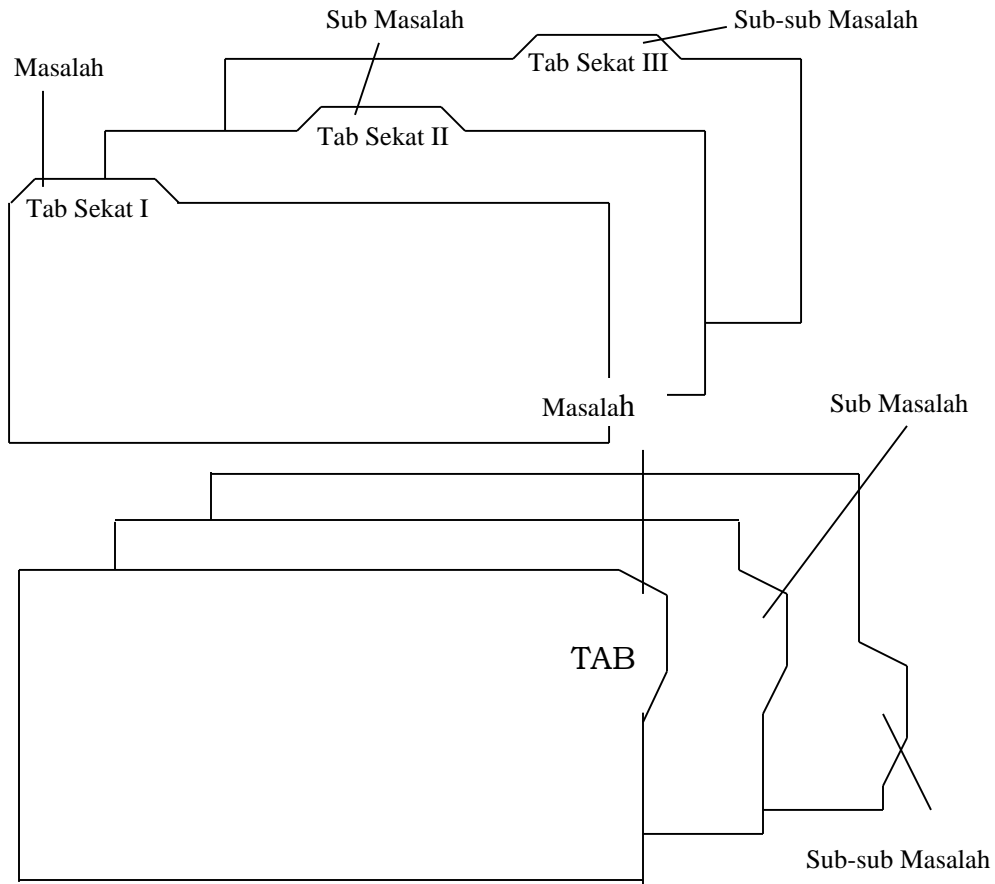 Sub Masalah
Sub-sub Masalah
Masalah
Tab Sekat III
Tab Sekat II
Tab Sekat I
Masalah
Sub Masalah
TAB
Sub-sub Masalah